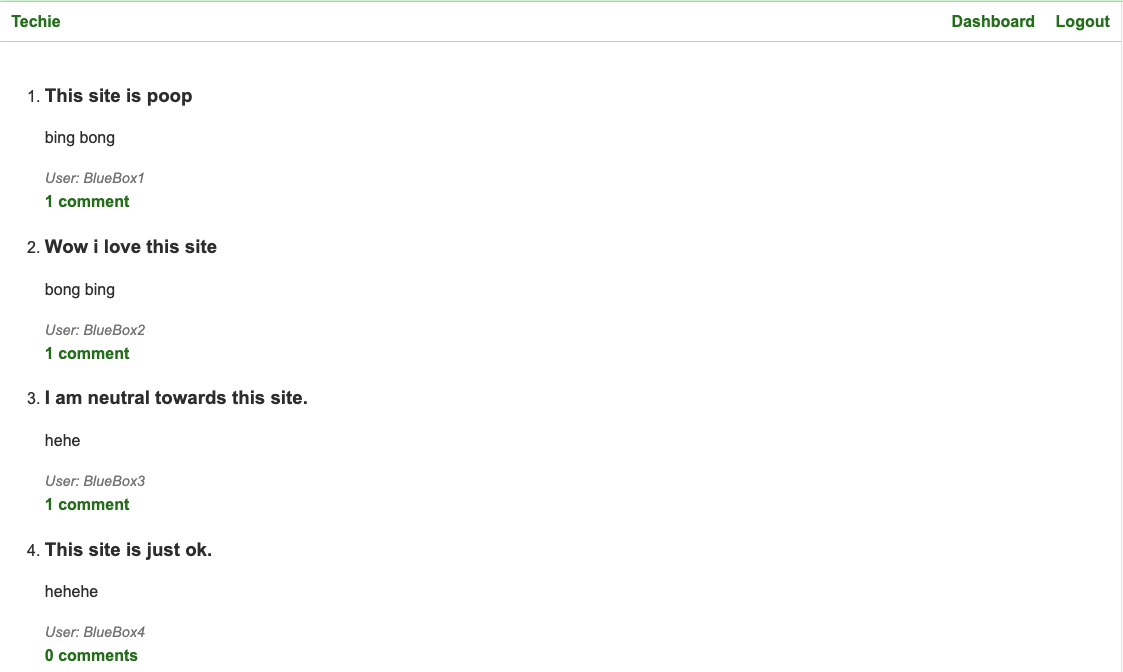 Techie Dashboard Logout
1. This site is poop
bing bong
User: BlueBox1
1 comment
2. Wow i love this site
bong bing
User: BlueBox2
1 comment
3. I am neutral towards this site.
hehe
User: BlueBox3
1 comment
4. This site is just ok.
hehehe
User: BlueBox4
0 comments